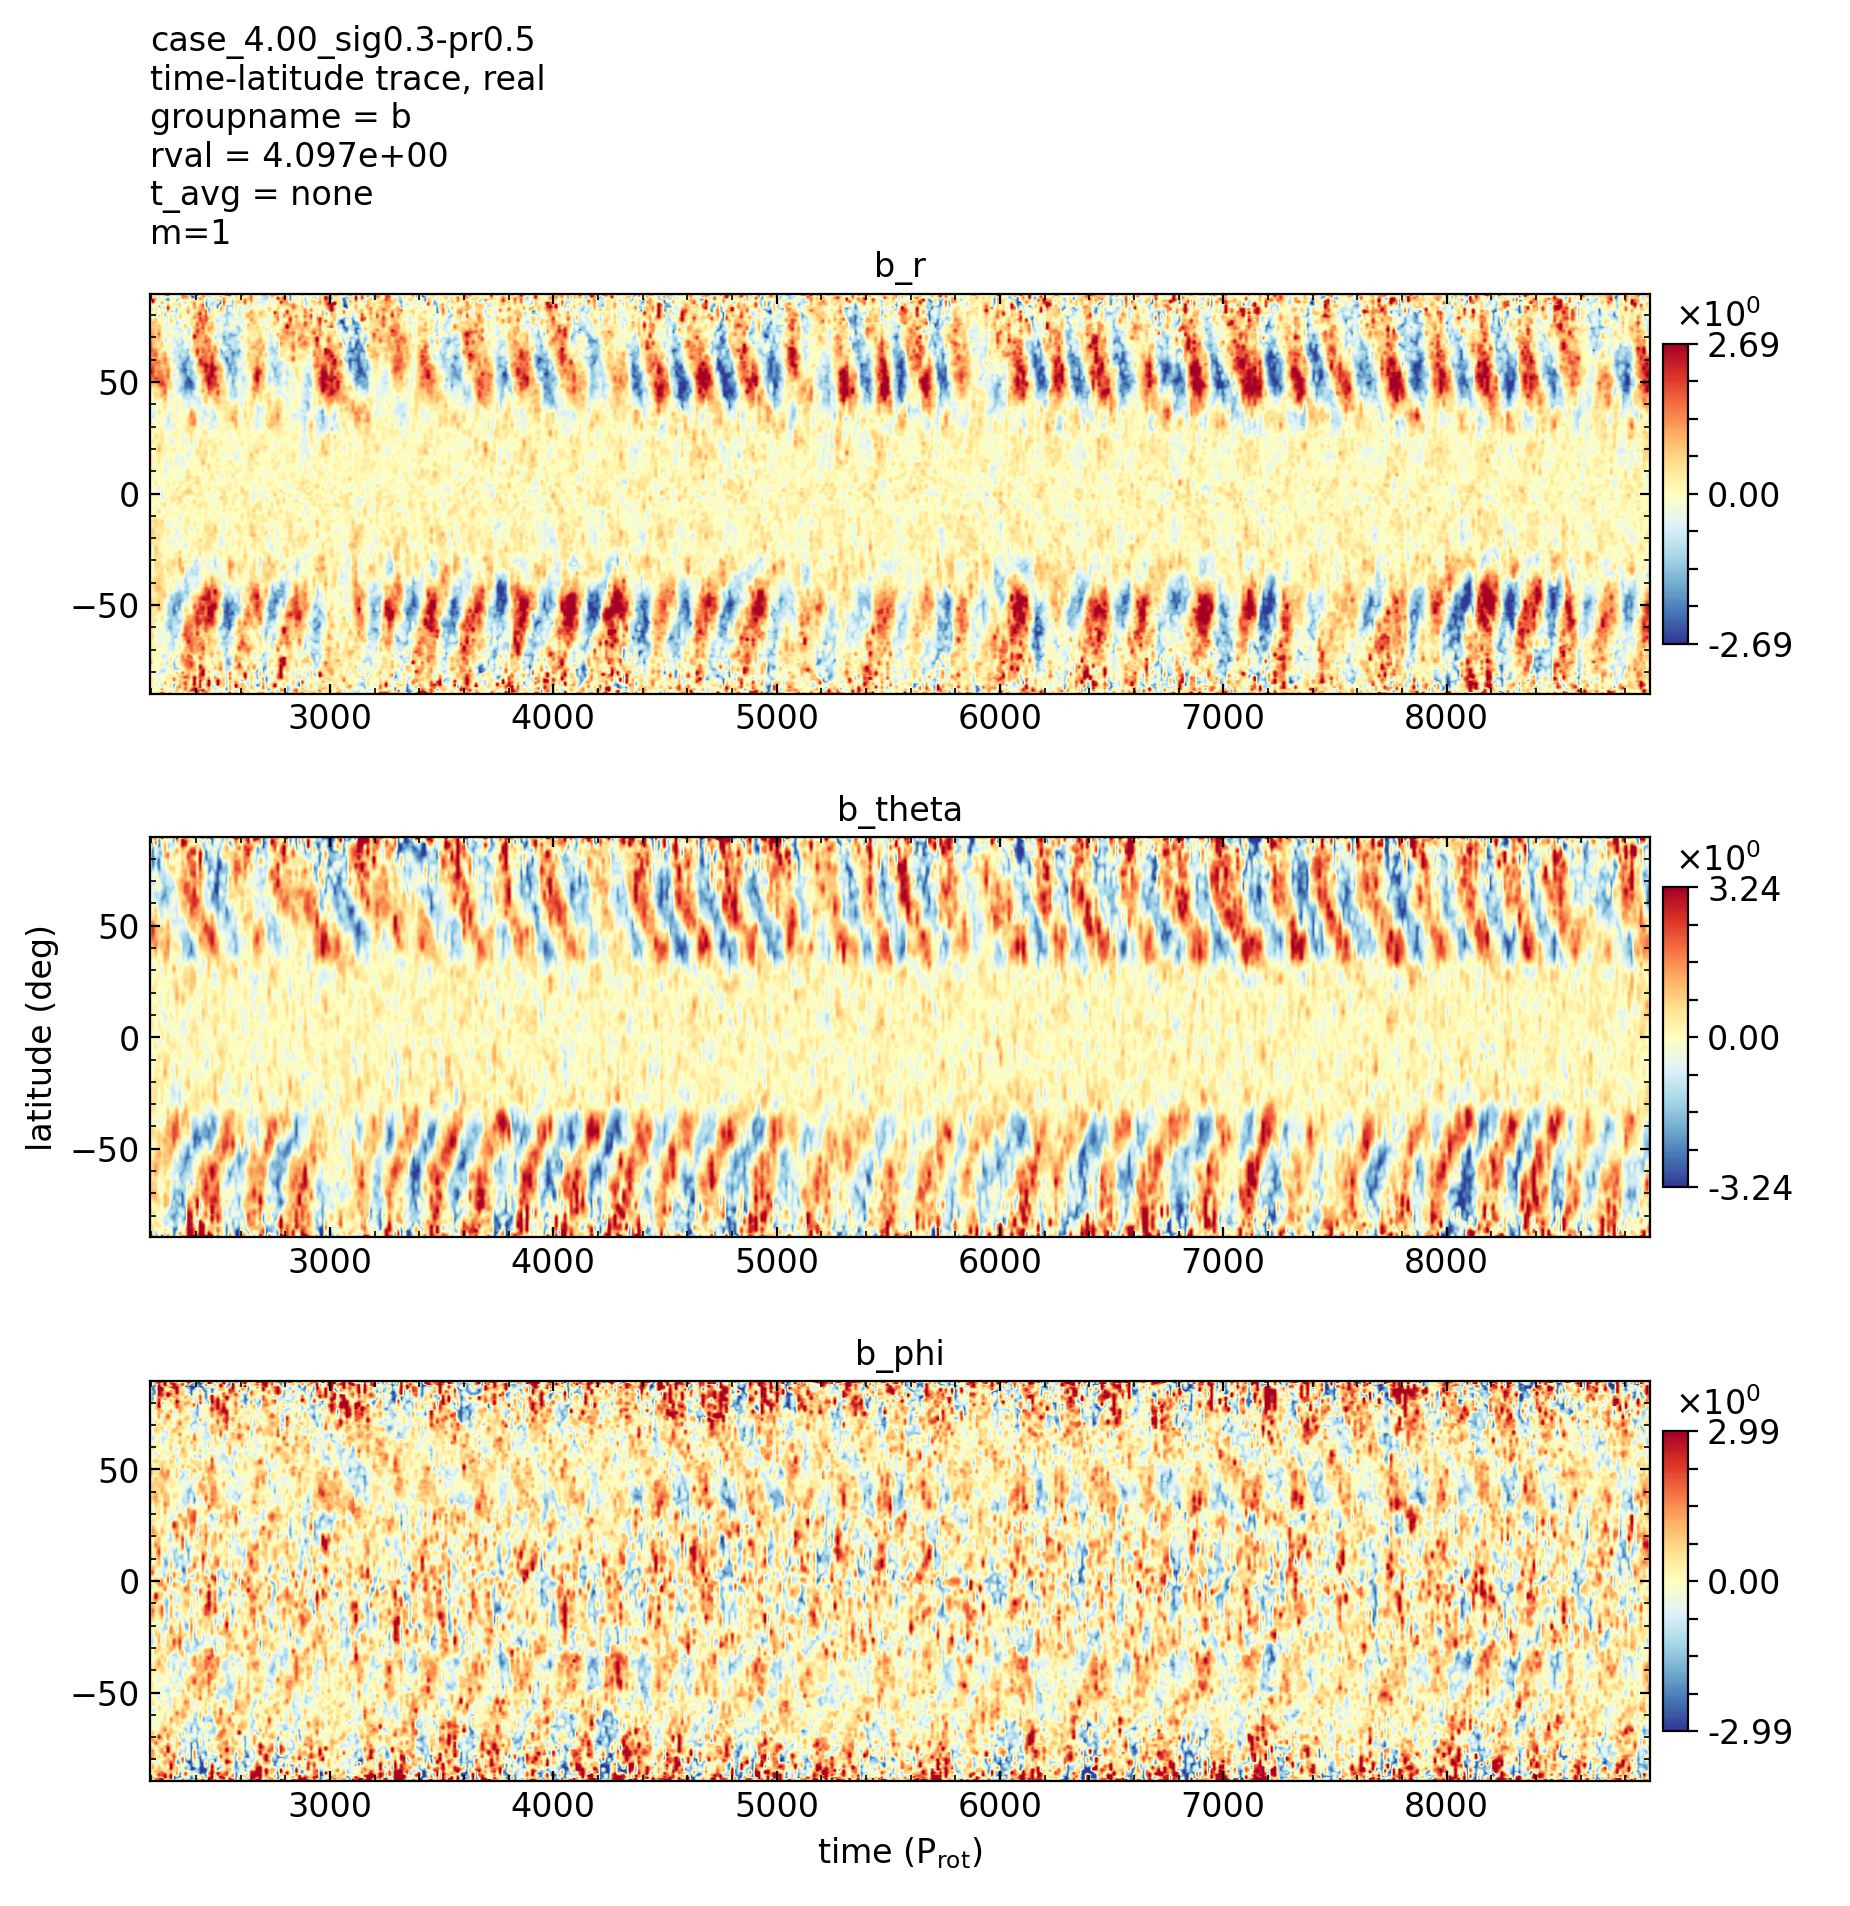 case_4.00_sig0.3-pr0.5
time-latitude trace, real
groupname = b
rval = 4.097e+00
t_avg = none
m=1
b_r
×10⁰
2.69
0.00
-2.69
50
0
−50
3000 4000 5000 6000 7000 8000
b_theta
×10⁰
3.24
0.00
-3.24
50
0
−50
latitude (deg)
3000 4000 5000 6000 7000 8000
b_phi
×10⁰
2.99
0.00
-2.99
50
0
−50
3000 4000 5000 6000 7000 8000
time (P_rot)